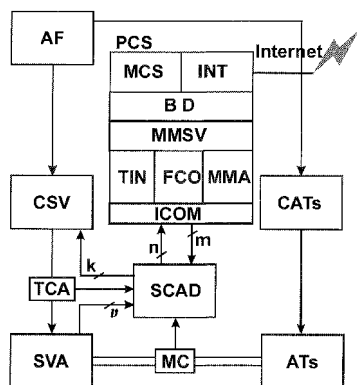 AF
PCS
Internet
MCS INT
B D
MMSV
TIN FCO MMA
CSV
CATs
ICOM
n m
k
TCA
SCAD
ν
SVA
MC
ATs